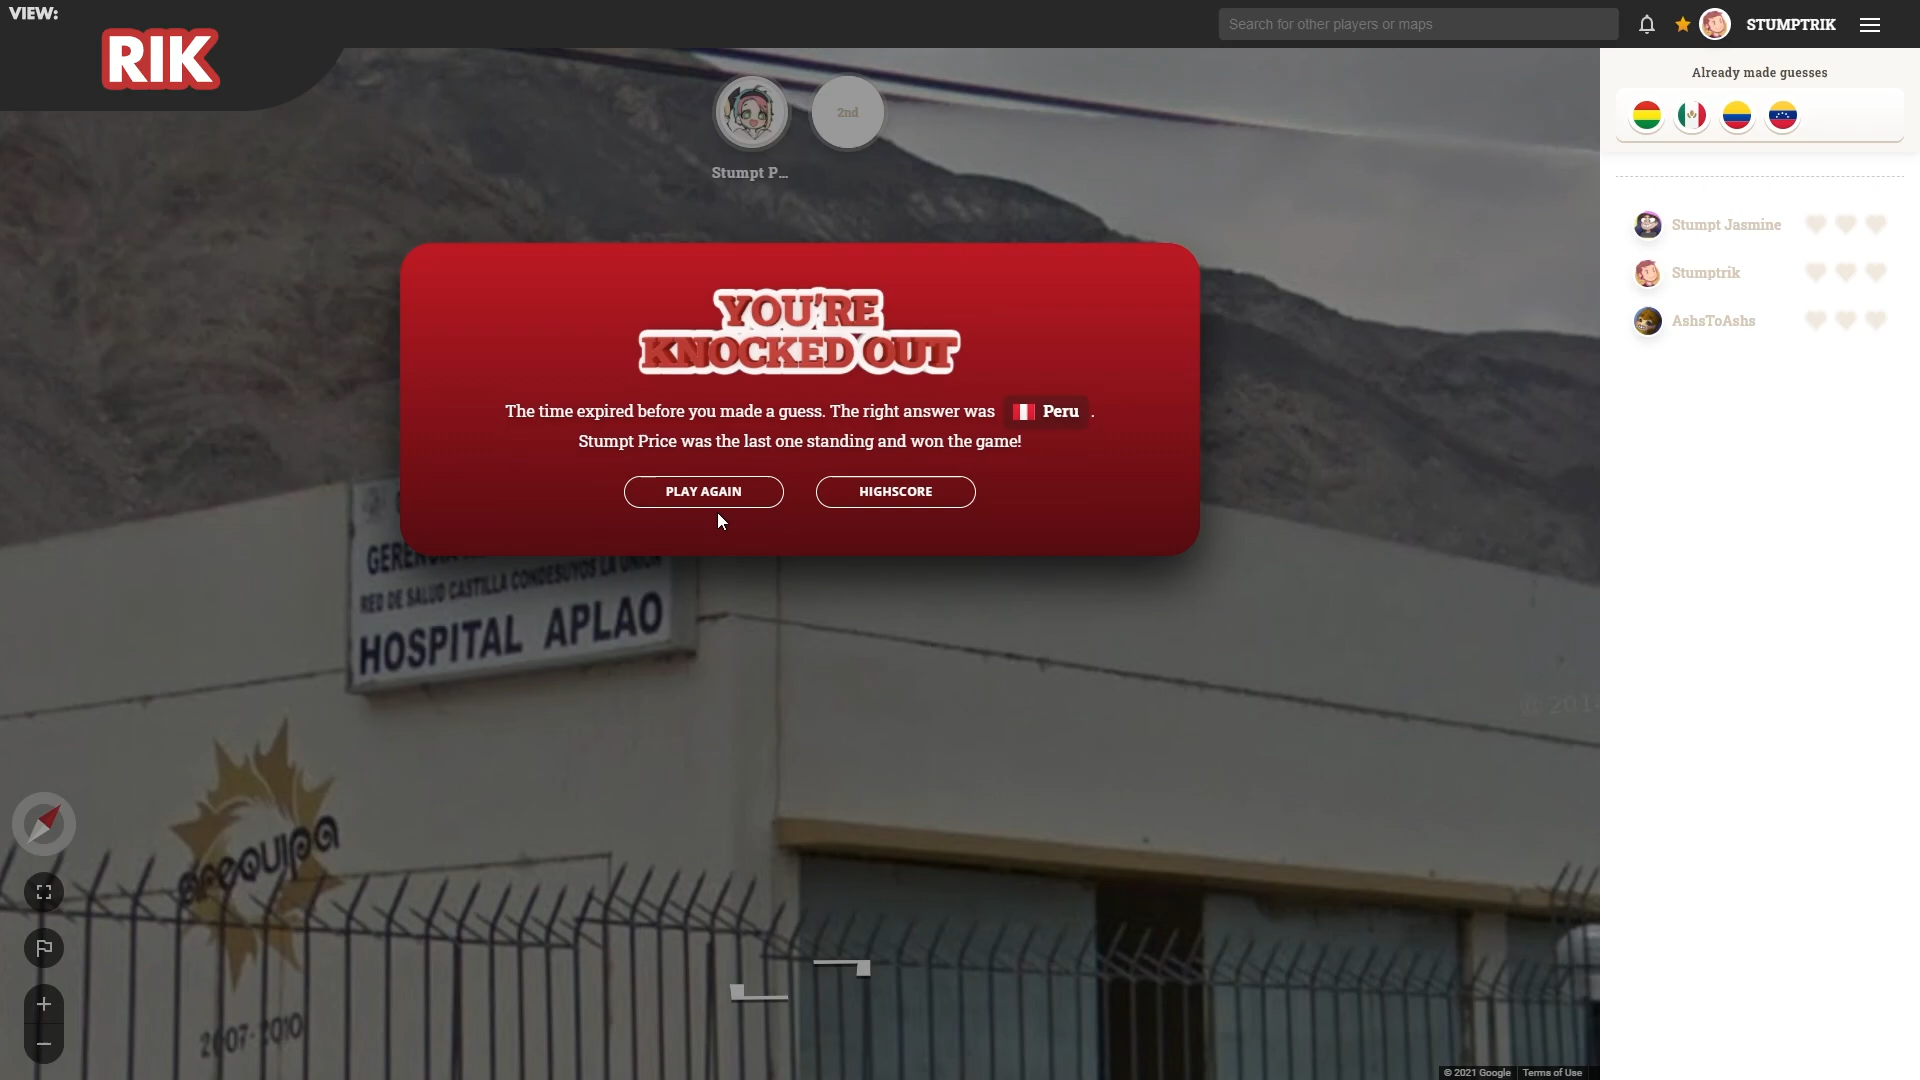 VIEW:
RIK
Search for other players or maps
STUMPTRIK
Already made guesses
2nd
Stumpt P...
Stumpt Jasmine
Stumptrik
AshsToAshs
YOU'RE
KNOCKED OUT
The time expired before you made a guess. The right answer was Peru .
Stumpt Price was the last one standing and won the game!
PLAY AGAIN
HIGHSCORE
RED DE SALUD CASTILLA CONDESUYOS LA UNION
HOSPITAL APLAO
arequipa
2007-2010
© 2021 Google
Terms of Use